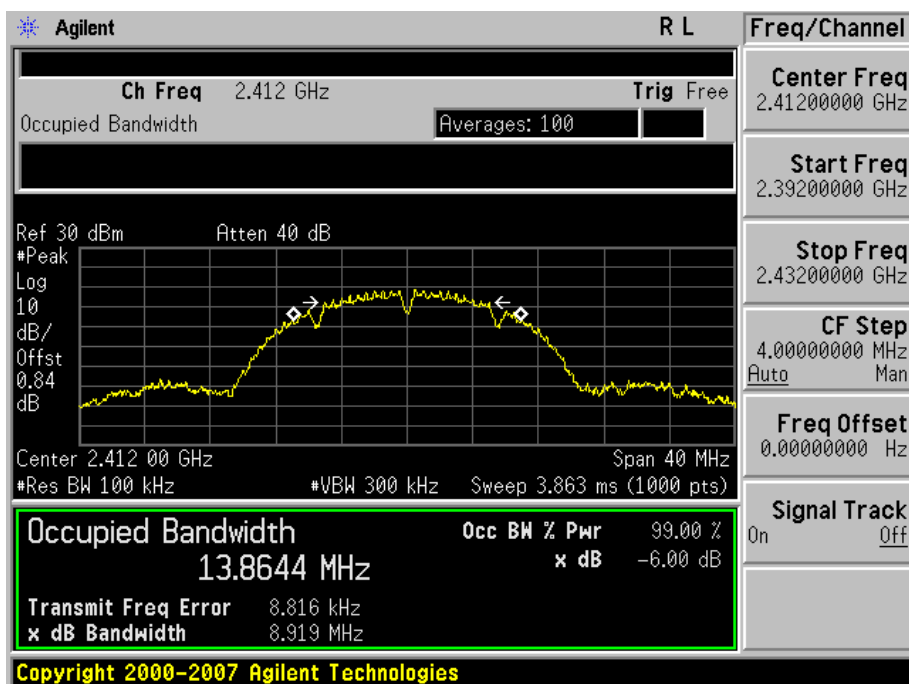 Agilent
R L
Freq/Channel
Ch Freq 2.412 GHz Trig Free
Occupied Bandwidth Averages: 100
Center Freq
2.41200000 GHz
Start Freq
2.39200000 GHz
Stop Freq
2.43200000 GHz
CF Step
4.00000000 MHz
Auto Man
Freq Offset
0.00000000 Hz
Signal Track
On Off
Ref 30 dBm Atten 40 dB
#Peak
Log
10
dB/
Offst
0.84
dB
Center 2.412 00 GHz Span 40 MHz
#Res BW 100 kHz #VBW 300 kHz Sweep 3.863 ms (1000 pts)
Occupied Bandwidth Occ BW % Pwr 99.00 %
13.8644 MHz x dB -6.00 dB
Transmit Freq Error 8.816 kHz
x dB Bandwidth 8.919 MHz
Copyright 2000-2007 Agilent Technologies